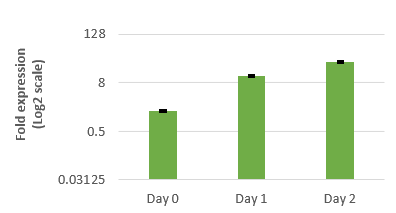 Fold expression
(Log2 scale)
128
8
0.5
0.03125
Day 0 Day 1 Day 2